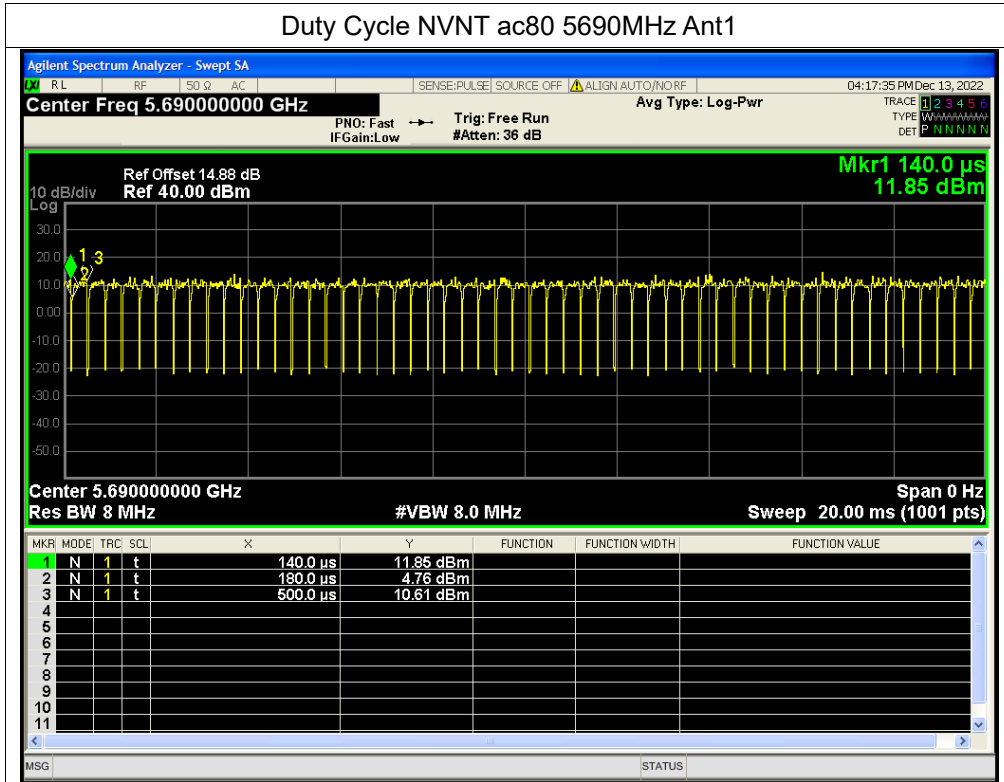 Duty Cycle NVNT ac80 5690MHz Ant1
Agilent Spectrum Analyzer - Swept SA
LXI RL RF 50 Ω AC SENSE:PULSE SOURCE OFF ALIGN AUTO/NO RF 04:17:35 PM Dec 13, 2022
Center Freq 5.690000000 GHz Avg Type: Log-Pwr TRACE 1 2 3 4 5 6
PNO: Fast Trig: Free Run TYPE WWWWWW
IFGain:Low #Atten: 36 dB DET P N N N N N
Mkr1 140.0 µs
Ref Offset 14.88 dB
10 dB/div Ref 40.00 dBm 11.85 dBm
Log
30.0
20.0
1 3
2
10.0
0.00
-10.0
-20.0
-30.0
-40.0
-50.0
Center 5.690000000 GHz Span 0 Hz
Res BW 8 MHz #VBW 8.0 MHz Sweep 20.00 ms (1001 pts)
MKR MODE TRC SCL X Y FUNCTION FUNCTION WIDTH FUNCTION VALUE
1 N 1 t 140.0 µs 11.85 dBm
2 N 1 t 180.0 µs 4.76 dBm
3 N 1 t 500.0 µs 10.61 dBm
4
5
6
7
8
9
10
11
MSG STATUS